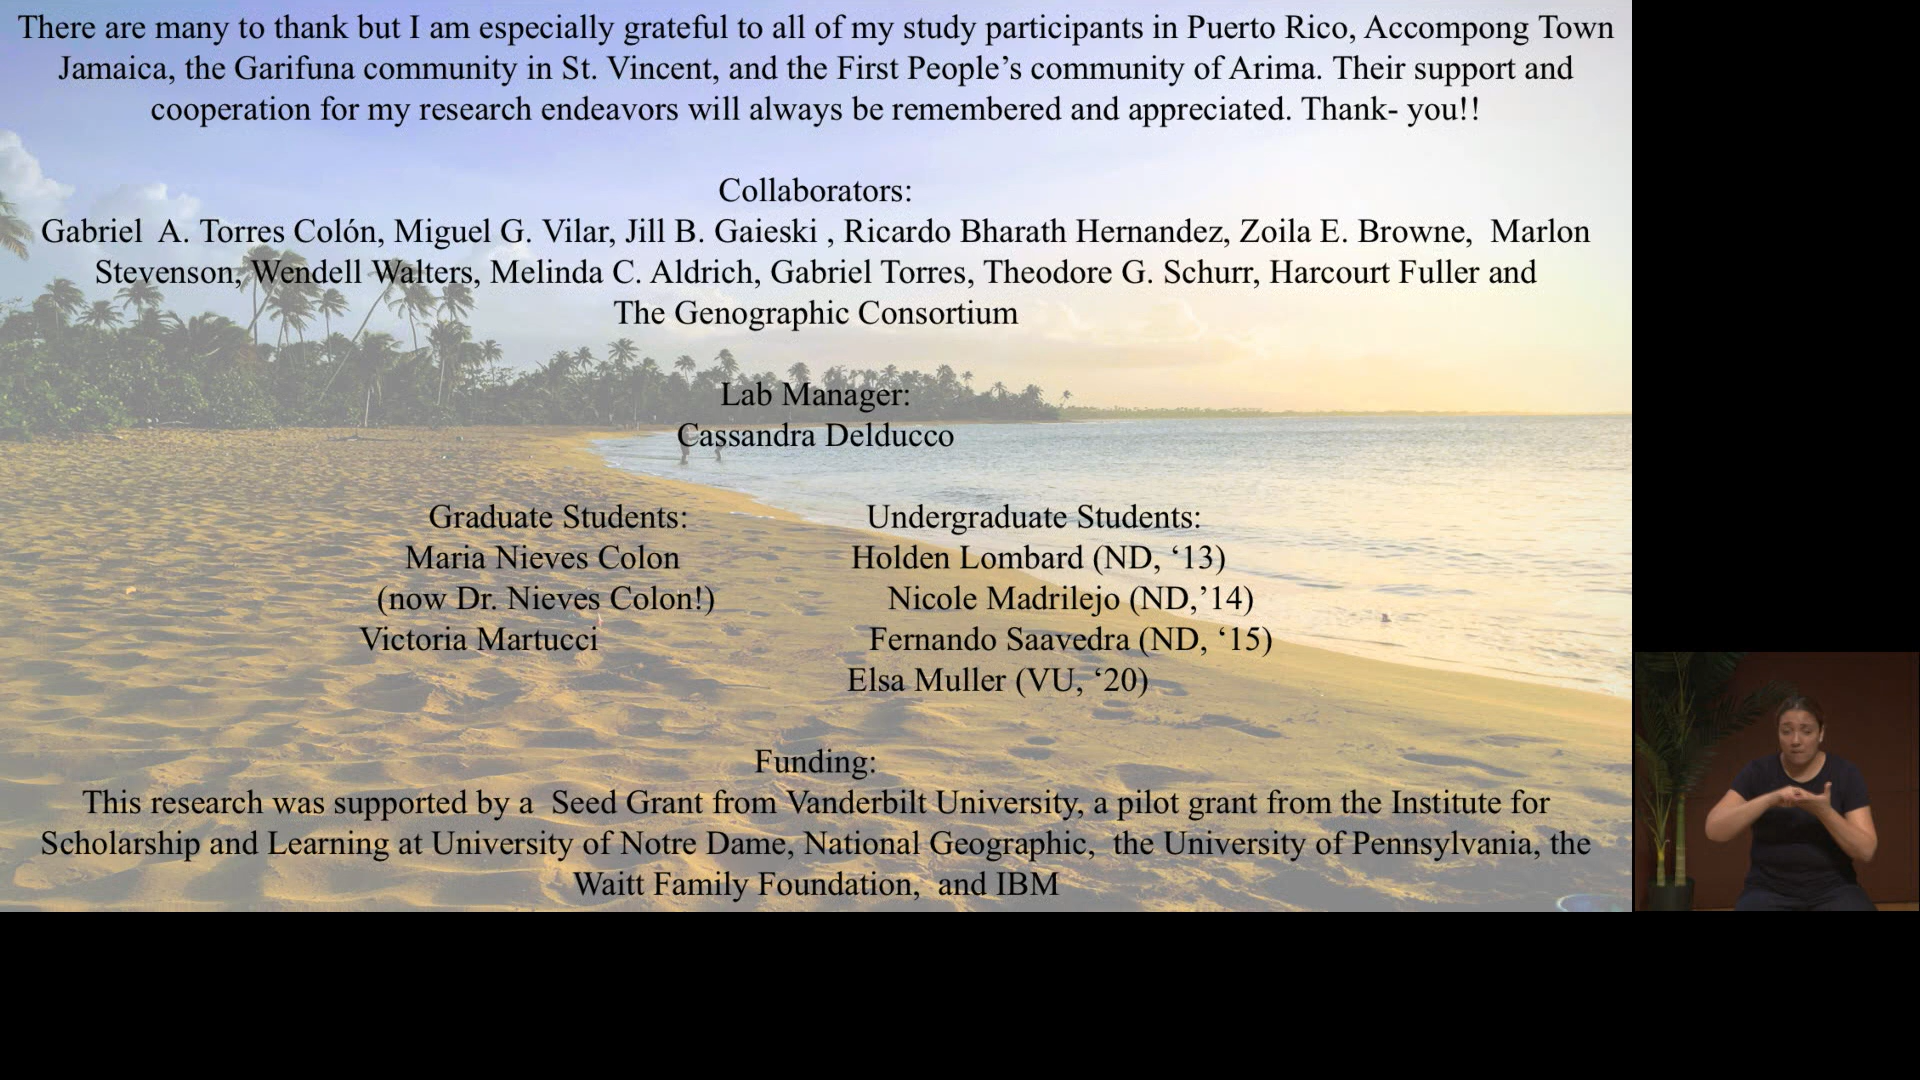 There are many to thank but I am especially grateful to all of my study participants in Puerto Rico, Accompong Town
Jamaica, the Garifuna community in St. Vincent, and the First People’s community of Arima. Their support and
cooperation for my research endeavors will always be remembered and appreciated. Thank- you!!
Collaborators:
Gabriel A. Torres Colón, Miguel G. Vilar, Jill B. Gaieski , Ricardo Bharath Hernandez, Zoila E. Browne, Marlon
Stevenson, Wendell Walters, Melinda C. Aldrich, Gabriel Torres, Theodore G. Schurr, Harcourt Fuller and
The Genographic Consortium
Lab Manager:
Cassandra Delducco
Graduate Students:
Maria Nieves Colon
(now Dr. Nieves Colon!)
Victoria Martucci
Undergraduate Students:
Holden Lombard (ND, ‘13)
Nicole Madrilejo (ND,’14)
Fernando Saavedra (ND, ‘15)
Elsa Muller (VU, ‘20)
Funding:
This research was supported by a Seed Grant from Vanderbilt University, a pilot grant from the Institute for
Scholarship and Learning at University of Notre Dame, National Geographic, the University of Pennsylvania, the
Waitt Family Foundation, and IBM